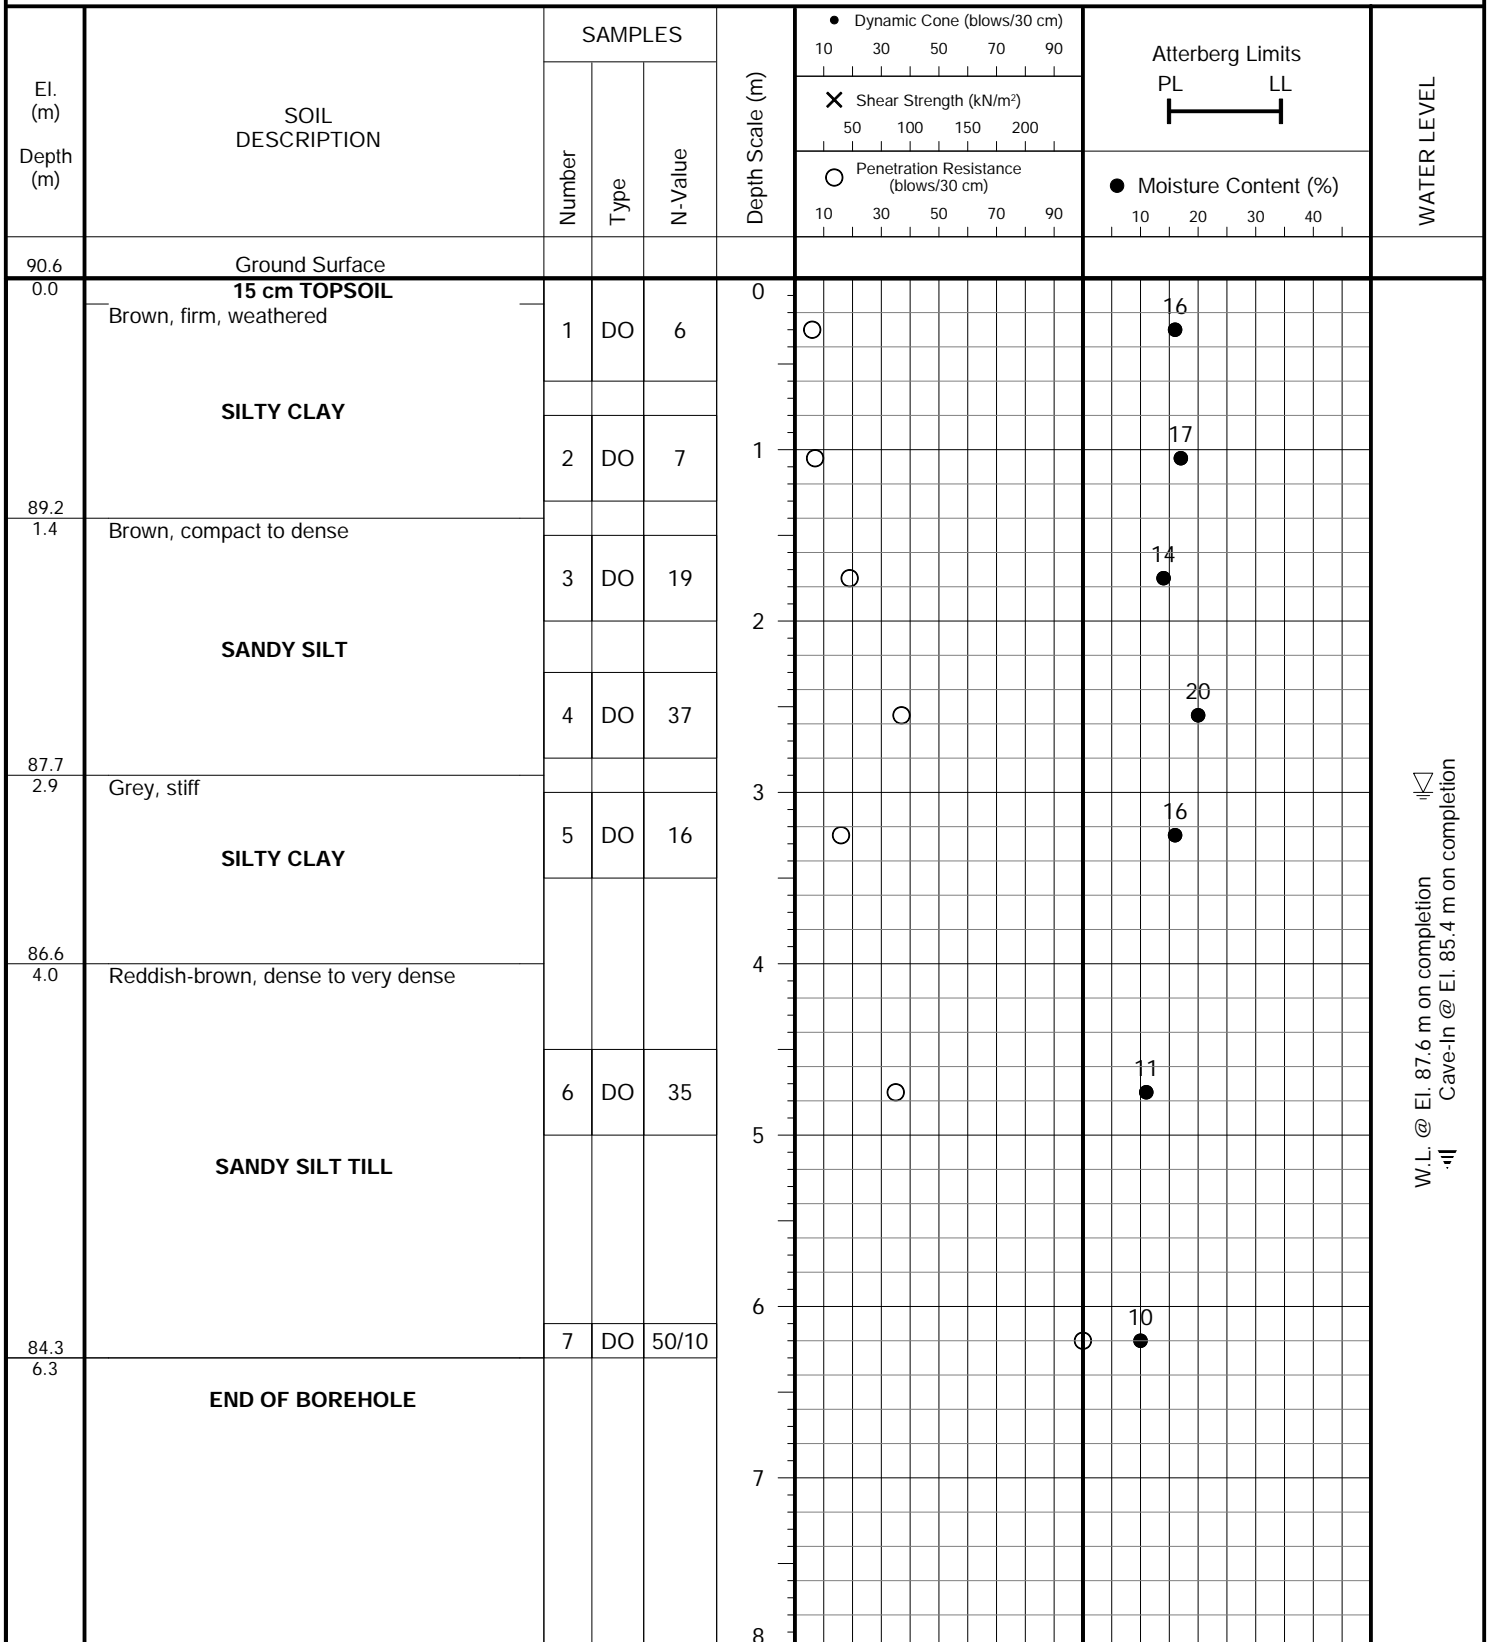 El.
(m)
Depth
(m)
SOIL
DESCRIPTION
SAMPLES
Number
Type
N-Value
Depth Scale (m)
Dynamic Cone (blows/30 cm)
10 30 50 70 90
Shear Strength (kN/m²)
50 100 150 200
Penetration Resistance
(blows/30 cm)
10 30 50 70 90
Atterberg Limits
PL LL
Moisture Content (%)
10 20 30 40
WATER LEVEL
90.6 Ground Surface
0.0 15 cm TOPSOIL 0
Brown, firm, weathered
1 DO 6 16
SILTY CLAY
2 DO 7 1 17
89.2
1.4 Brown, compact to dense
3 DO 19 14
2
SANDY SILT
4 DO 37 20
87.7
2.9 Grey, stiff
3
5 DO 16 16
SILTY CLAY
86.6
4.0 Reddish-brown, dense to very dense
4
6 DO 35 11
5
SANDY SILT TILL
6
7 DO 50/10 10
84.3
6.3
END OF BOREHOLE
7
8
W.L. @ El. 87.6 m on completion
Cave-In @ El. 85.4 m on completion